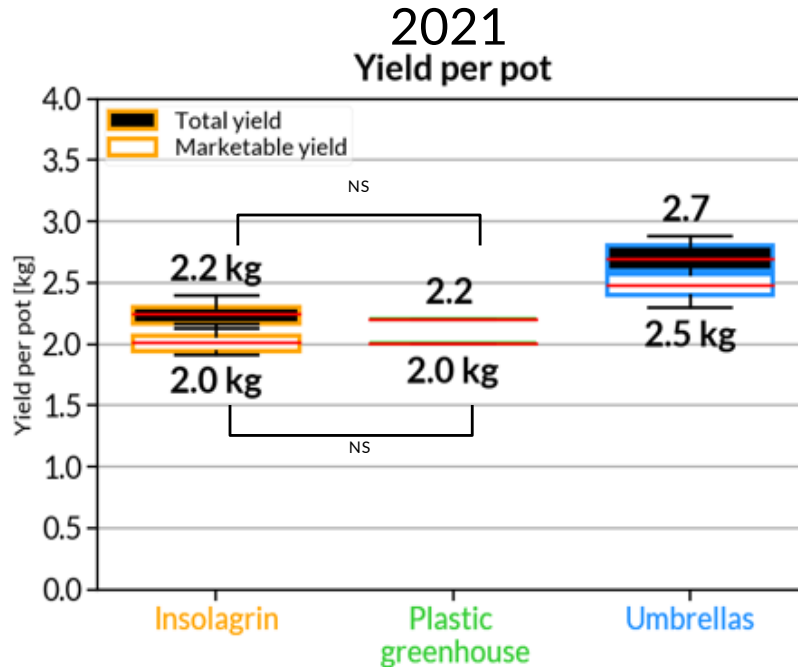 2021
Yield per pot
4.0
Total yield
Marketable yield
3.5
NS
3.0
2.7
2.2 kg
2.5
2.2
2.5 kg
2.0
2.0 kg
2.0 kg
1.5
NS
1.0
0.5
0.0
Yield per pot [kg]
Insolagrin
Plastic
greenhouse
Umbrellas